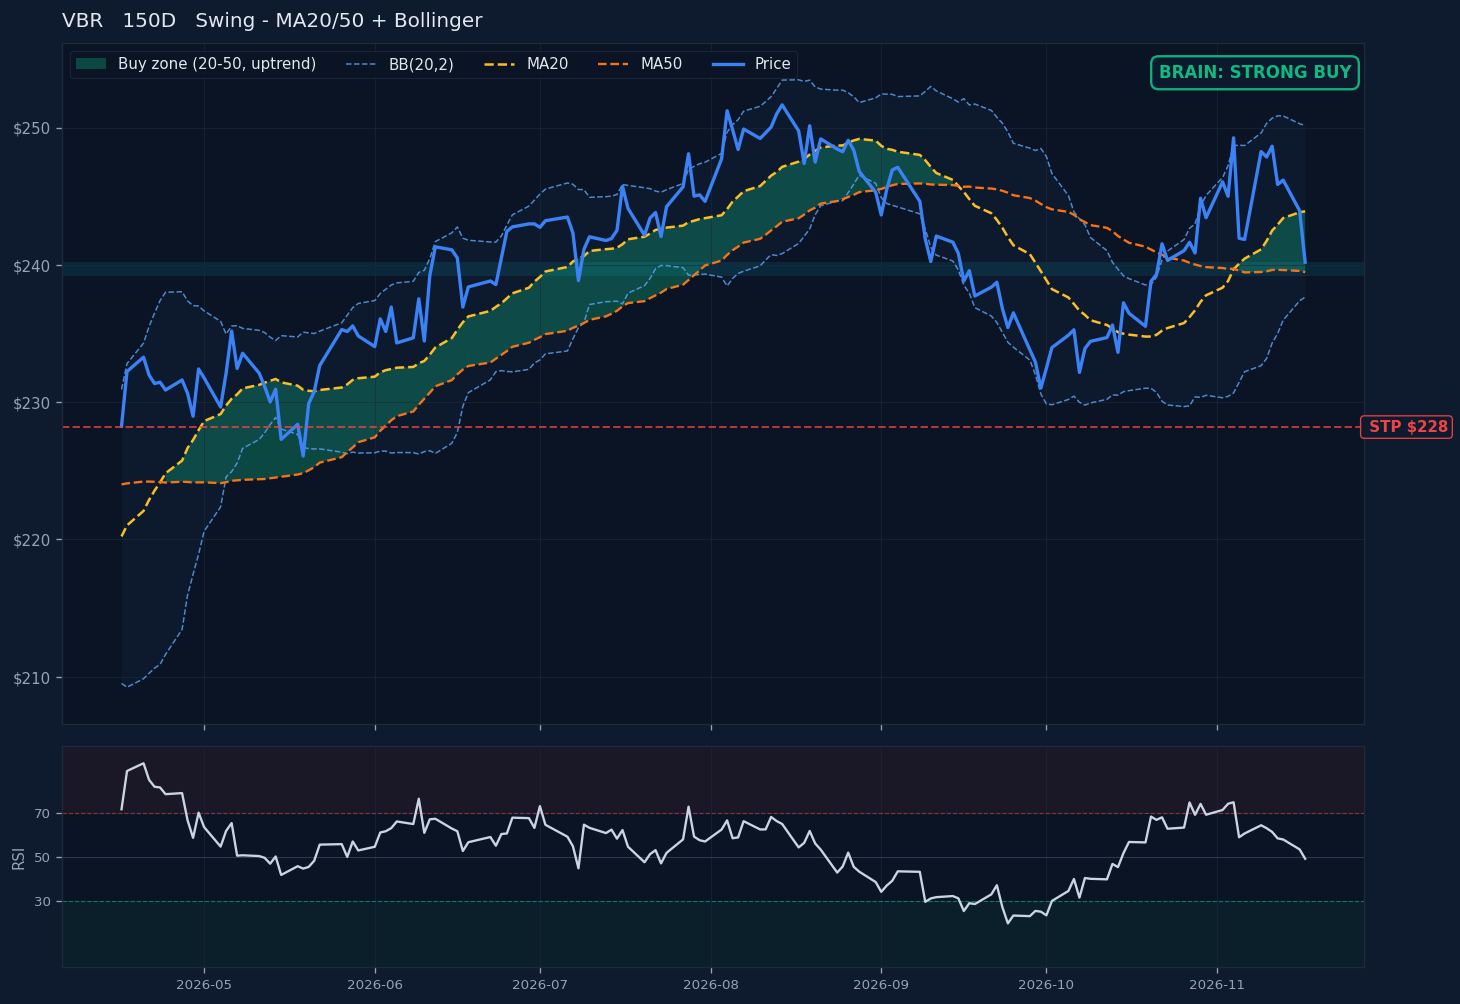 VBR   150D   Swing - MA20/50 + Bollinger
Buy zone (20-50, uptrend)   BB(20,2)   MA20   MA50   Price
BRAIN: STRONG BUY
$250
$240
$230
$220
$210
STP $228
RSI
70
50
30
2026-05   2026-06   2026-07   2026-08   2026-09   2026-10   2026-11